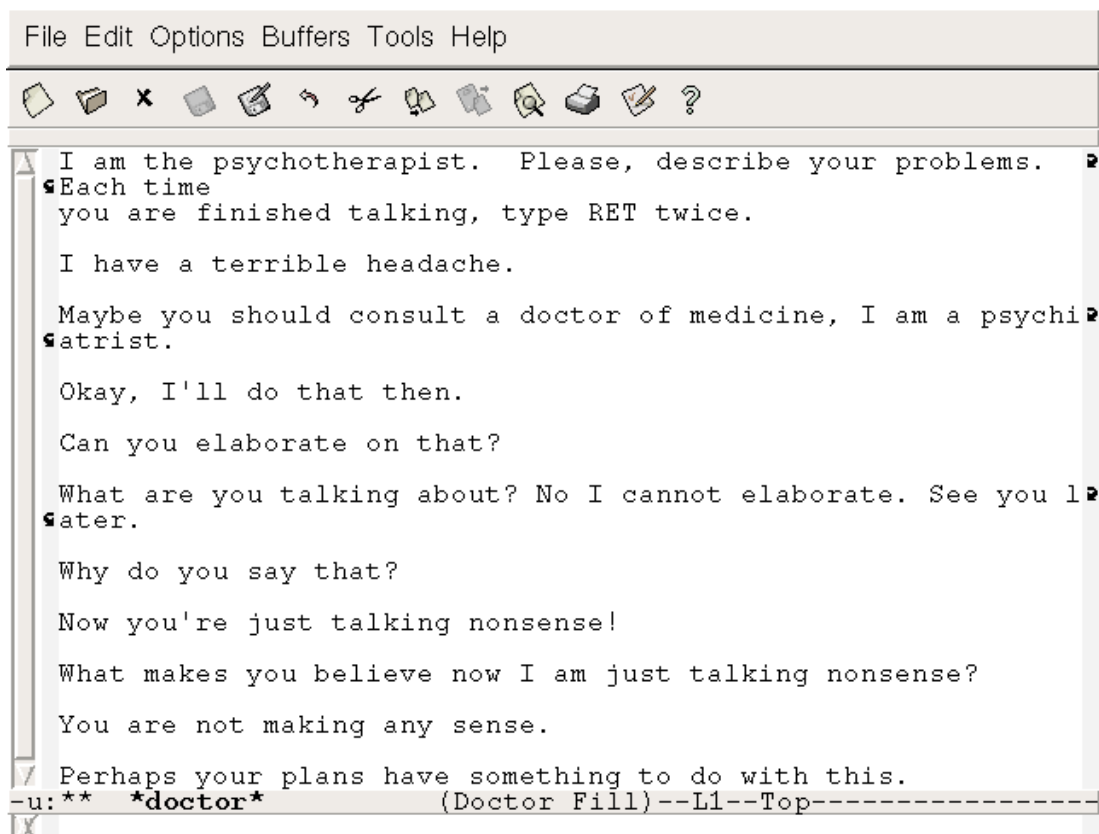 File Edit Options Buffers Tools Help
I am the psychotherapist.  Please, describe your problems.
Each time
you are finished talking, type RET twice.
I have a terrible headache.
Maybe you should consult a doctor of medicine, I am a psychi
atrist.
Okay, I'll do that then.
Can you elaborate on that?
What are you talking about? No I cannot elaborate. See you l
ater.
Why do you say that?
Now you're just talking nonsense!
What makes you believe now I am just talking nonsense?
You are not making any sense.
Perhaps your plans have something to do with this.
-u:**  *doctor*                (Doctor Fill)--L1--Top-----------------